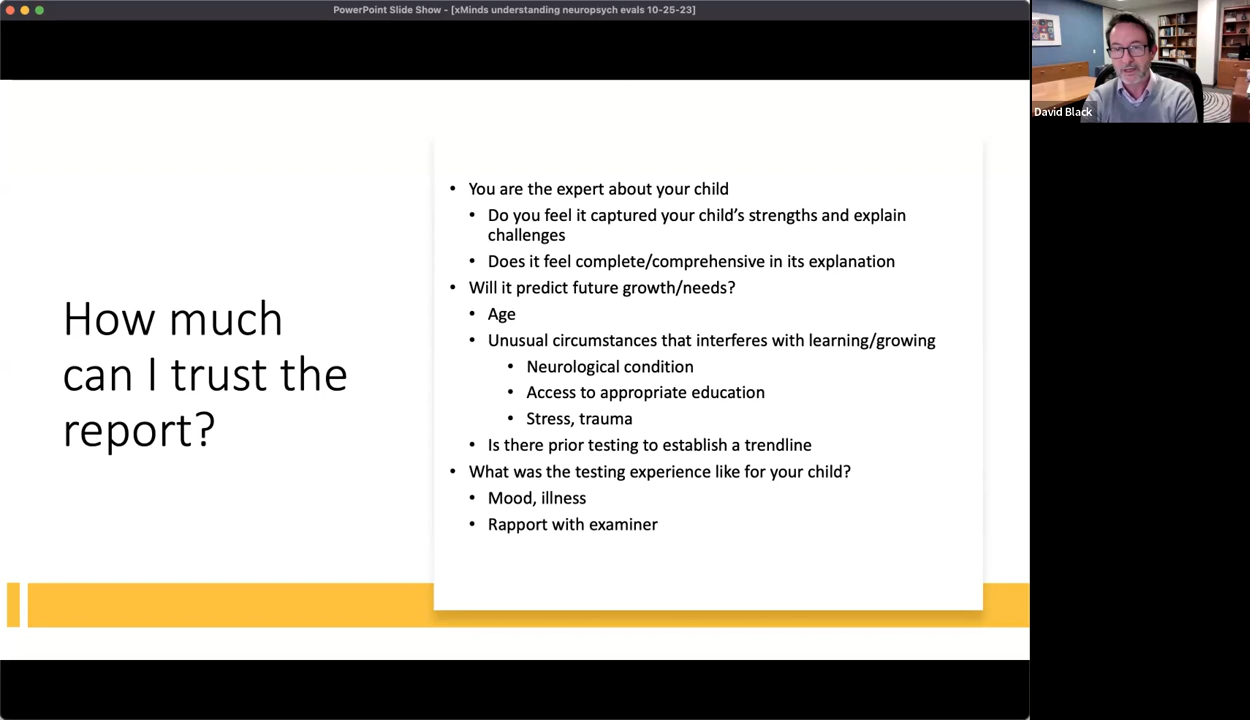 PowerPoint Slide Show - [xMinds understanding neuropsych evals 10-25-23]
David Black
How much
can I trust the
report?
• You are the expert about your child
• Do you feel it captured your child's strengths and explain
challenges
• Does it feel complete/comprehensive in its explanation
• Will it predict future growth/needs?
• Age
• Unusual circumstances that interferes with learning/growing
• Neurological condition
• Access to appropriate education
• Stress, trauma
• Is there prior testing to establish a trendline
• What was the testing experience like for your child?
• Mood, illness
• Rapport with examiner